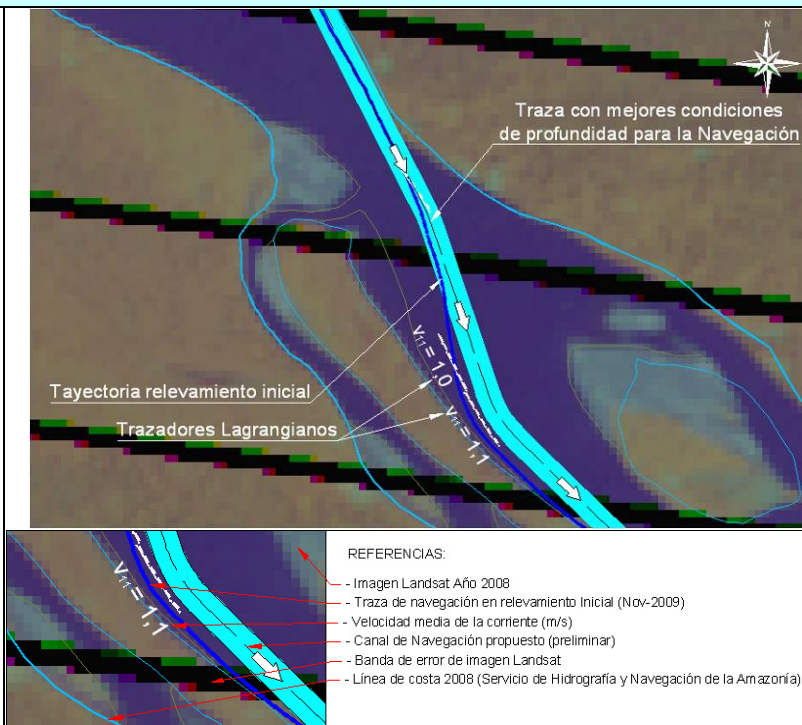 N
Traza con mejores condiciones
de profundidad para la Navegación
V11 = 1,0
Tayectoria relevamiento inicial
Trazadores Lagrangianos
V11 = 1,1
V11 = 1,1
REFERENCIAS:
- Imagen Landsat Año 2008
- Traza de navegación en relevamiento Inicial (Nov-2009)
- Velocidad media de la corriente (m/s)
- Canal de Navegación propuesto (preliminar)
- Banda de error de imagen Landsat
- Línea de costa 2008 (Servicio de Hidrografía y Navegación de la Amazonía)